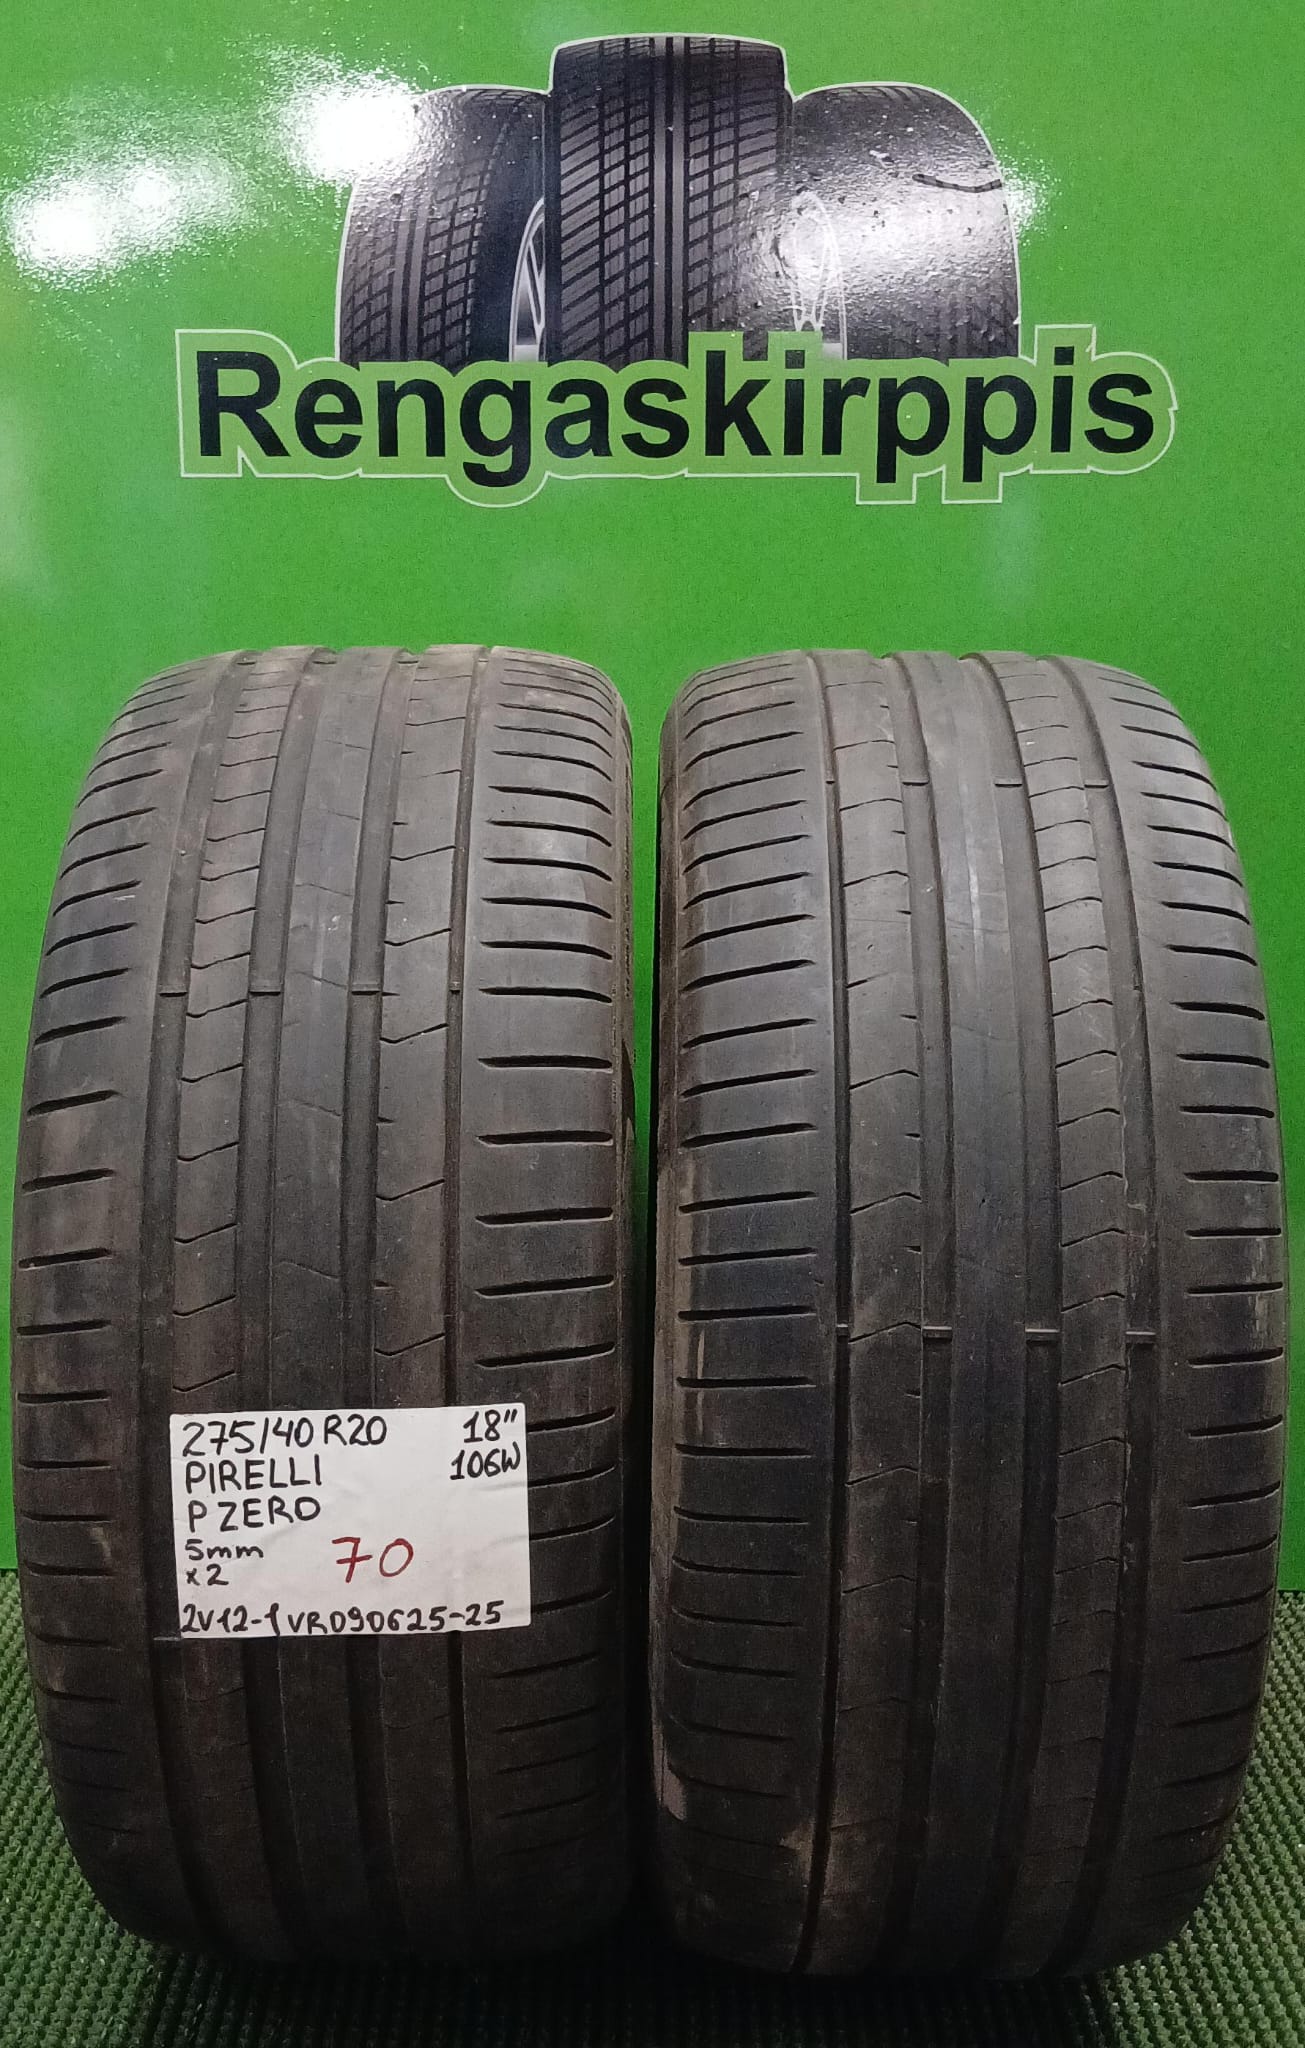 Rengaskirppis
275/40 R20 18"
PIRELLI 106W
P ZERO
5mm 70
x2
2V12-1 VR090625-25